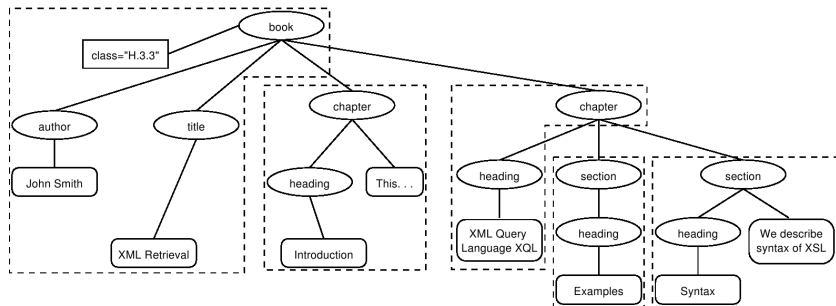 book
class="H.3.3"
author
title
chapter
chapter
John Smith
heading
This. . .
heading
section
section
XML Retrieval
Introduction
XML Query
Language XQL
heading
heading
We describe
syntax of XSL
Examples
Syntax